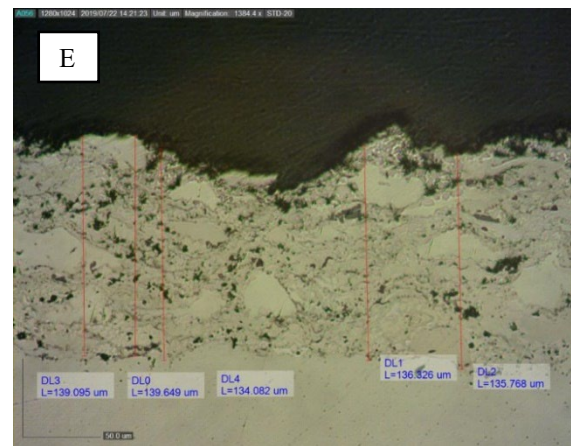 A056 1280x1024 2019/07/22 14:21:23 Unit: um Magnification: 1384.4 x STD-20
E
DL3
L=139.095 um
DL0
L=139.649 um
DL4
L=134.082 um
DL1
L=136.326 um
DL2
L=135.768 um
50.0 um